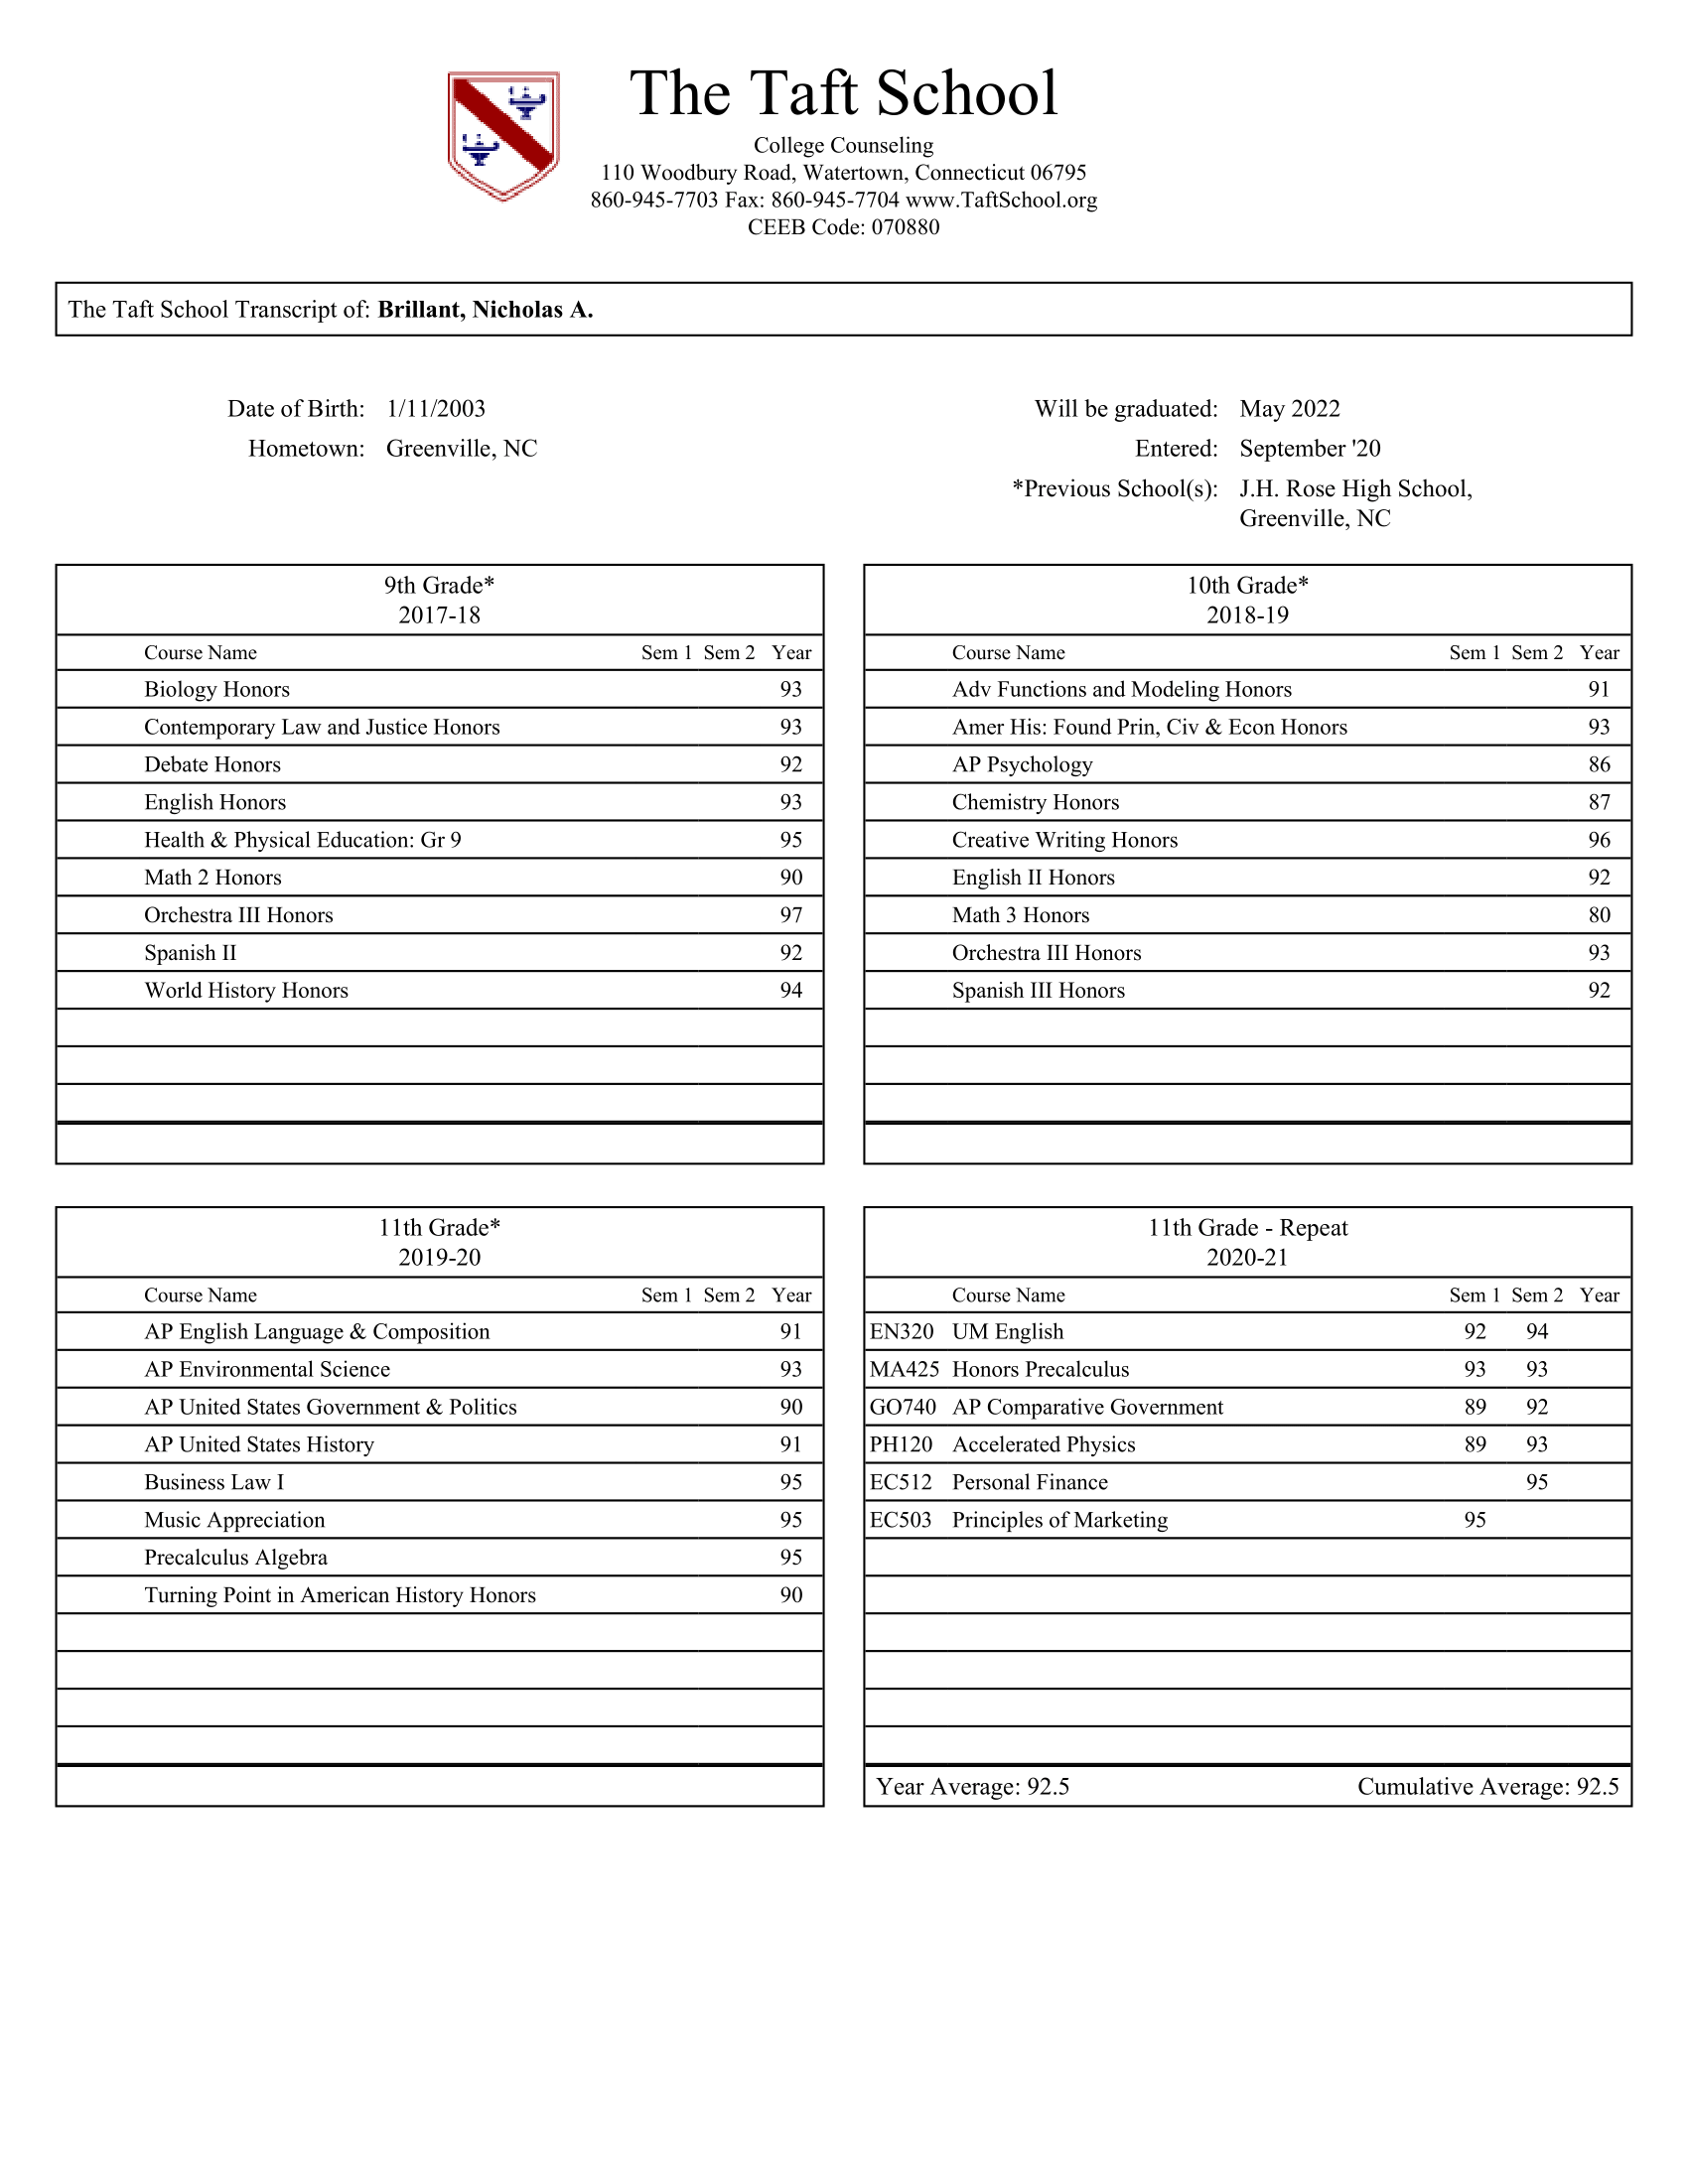 The Taft School
College Counseling
110 Woodbury Road, Watertown, Connecticut 06795
860-945-7703 Fax: 860-945-7704 www.TaftSchool.org
CEEB Code: 070880
The Taft School Transcript of: Brillant, Nicholas A.
Date of Birth: 1/11/2003
Hometown: Greenville, NC
Will be graduated: May 2022
Entered: September '20
*Previous School(s): J.H. Rose High School,
Greenville, NC
9th Grade*
2017-18
Course Name Sem 1 Sem 2 Year
Biology Honors 93
Contemporary Law and Justice Honors 93
Debate Honors 92
English Honors 93
Health & Physical Education: Gr 9 95
Math 2 Honors 90
Orchestra III Honors 97
Spanish II 92
World History Honors 94
10th Grade*
2018-19
Course Name Sem 1 Sem 2 Year
Adv Functions and Modeling Honors 91
Amer His: Found Prin, Civ & Econ Honors 93
AP Psychology 86
Chemistry Honors 87
Creative Writing Honors 96
English II Honors 92
Math 3 Honors 80
Orchestra III Honors 93
Spanish III Honors 92
11th Grade*
2019-20
Course Name Sem 1 Sem 2 Year
AP English Language & Composition 91
AP Environmental Science 93
AP United States Government & Politics 90
AP United States History 91
Business Law I 95
Music Appreciation 95
Precalculus Algebra 95
Turning Point in American History Honors 90
11th Grade - Repeat
2020-21
Course Name Sem 1 Sem 2 Year
EN320 UM English 92 94
MA425 Honors Precalculus 93 93
GO740 AP Comparative Government 89 92
PH120 Accelerated Physics 89 93
EC512 Personal Finance 95
EC503 Principles of Marketing 95
Year Average: 92.5 Cumulative Average: 92.5